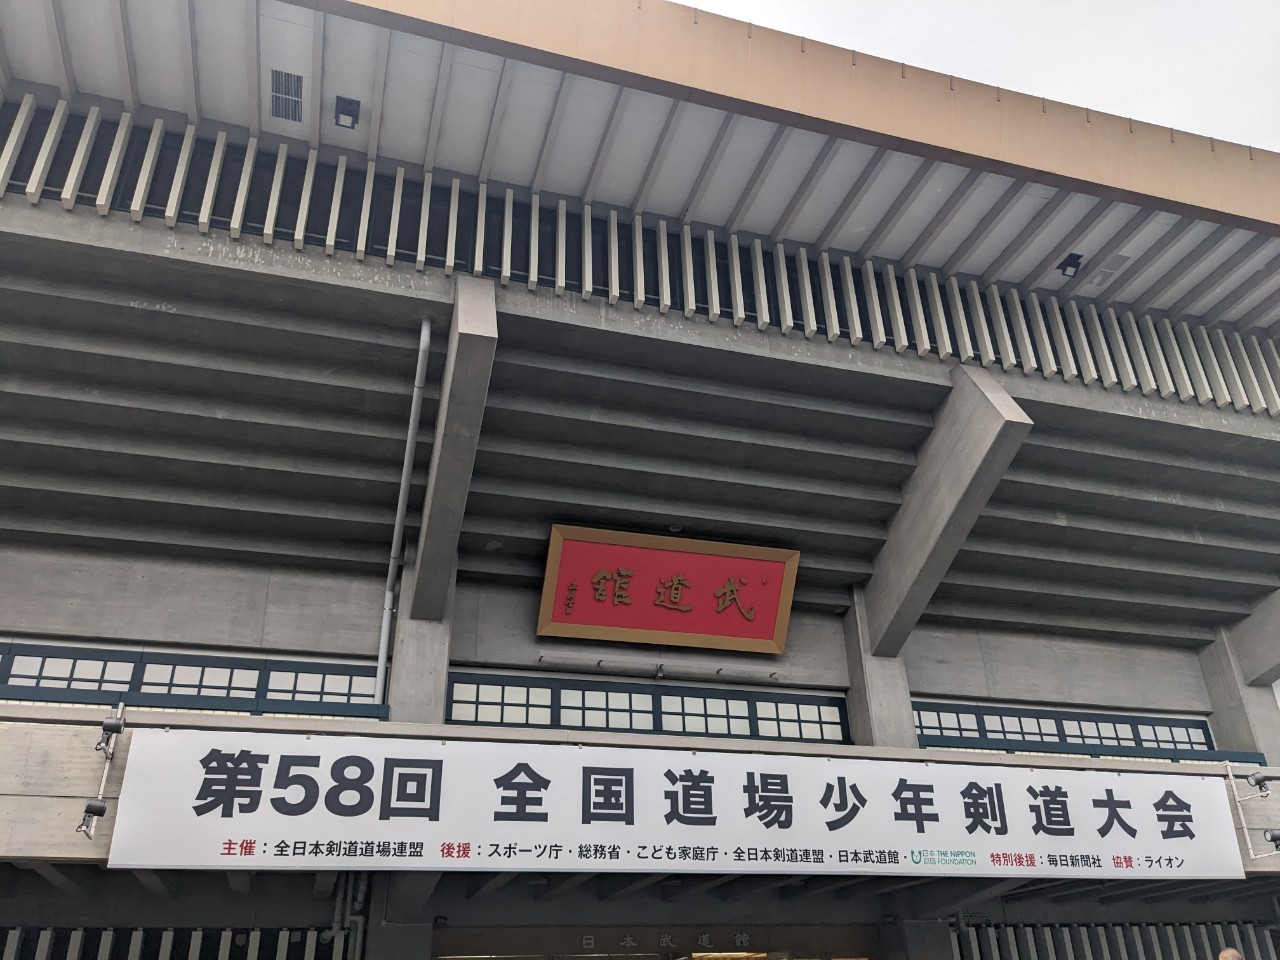 武道館
第58回 全国道場少年剣道大会
主催：全日本剣道道場連盟 後援：スポーツ庁・総務省・こども家庭庁・全日本剣道連盟・日本武道館・日本財団 THE NIPPON FOUNDATION 特別後援：毎日新聞社 協賛：ライオン
日本武道館